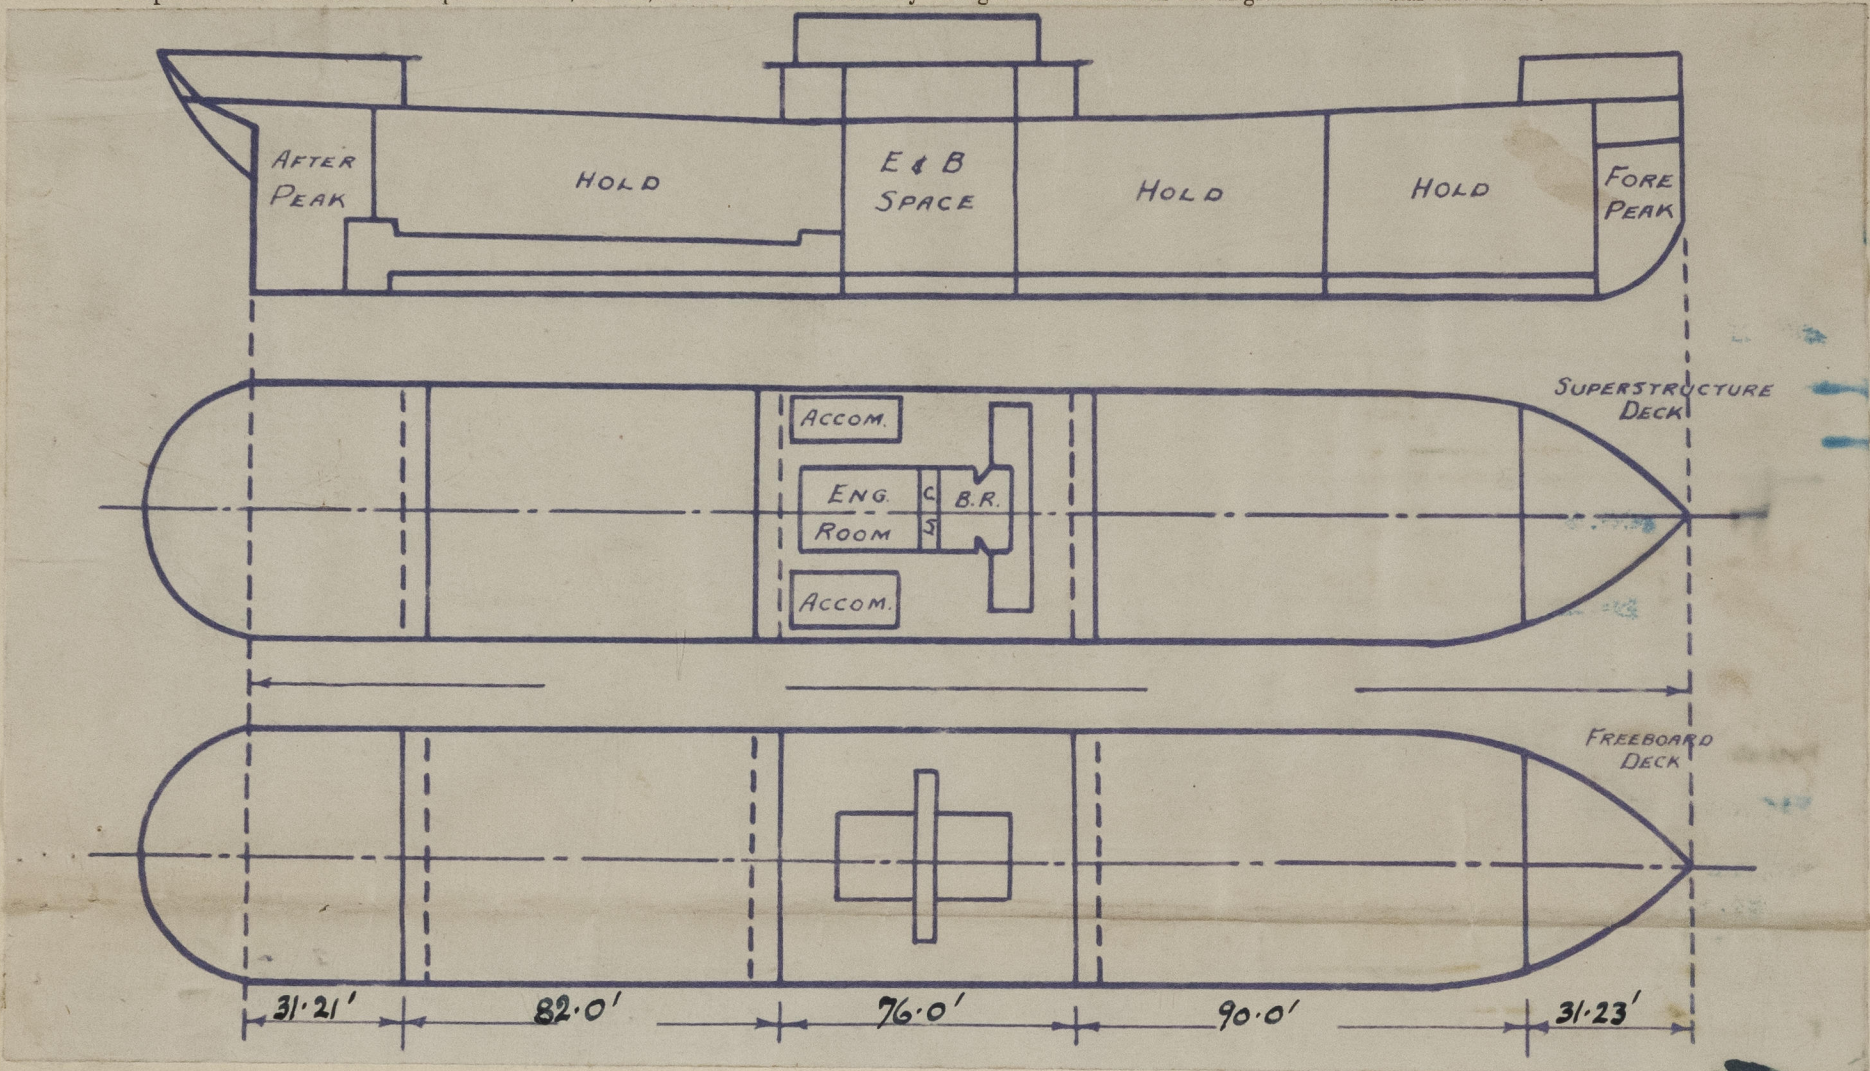 AFTER
PEAK
HOLD
E & B
SPACE
HOLD
HOLD
FORE
PEAK
SUPERSTRUCTURE
DECK
ACCOM.
ENG.
ROOM
C
S
B.R.
ACCOM.
FREEBOARD
DECK
31.21'
82.0'
76.0'
90.0'
31.23'